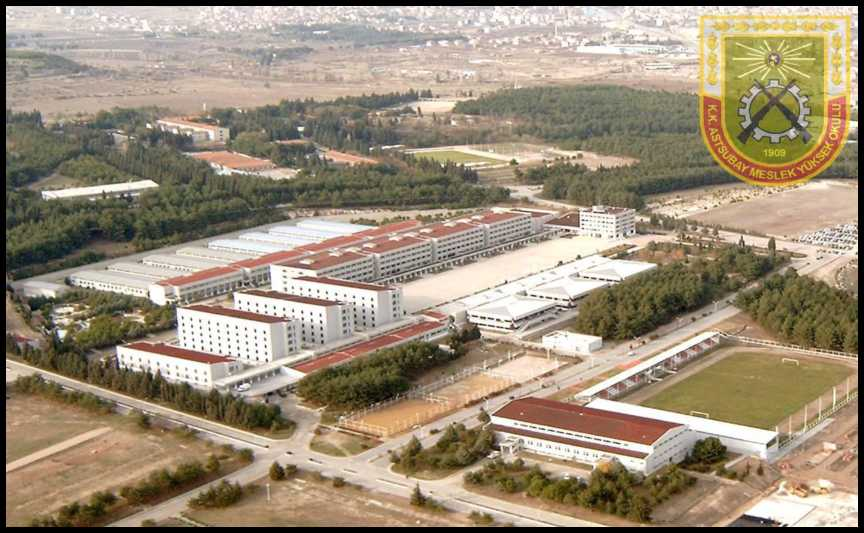 K.K. ASTSUBAY MESLEK YÜKSEK OKULU
1909